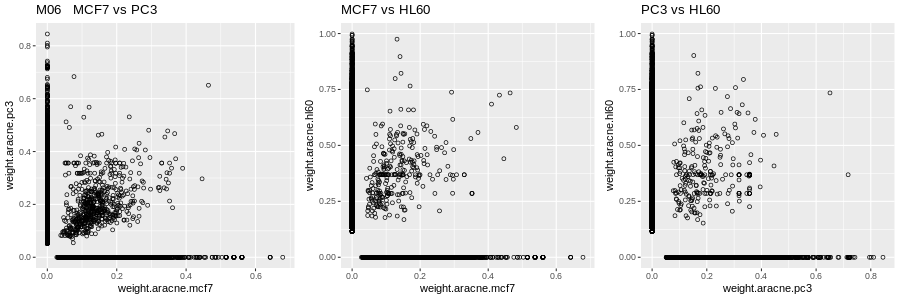 M06 MCF7 vs PC3
weight.aracne.pc3
0.8
0.6
0.4
0.2
0.0
0.0 0.2 0.4 0.6
weight.aracne.mcf7
MCF7 vs HL60
weight.aracne.hl60
1.00
0.75
0.50
0.25
0.00
0.0 0.2 0.4 0.6
weight.aracne.mcf7
PC3 vs HL60
weight.aracne.hl60
1.00
0.75
0.50
0.25
0.00
0.0 0.2 0.4 0.6 0.8
weight.aracne.pc3